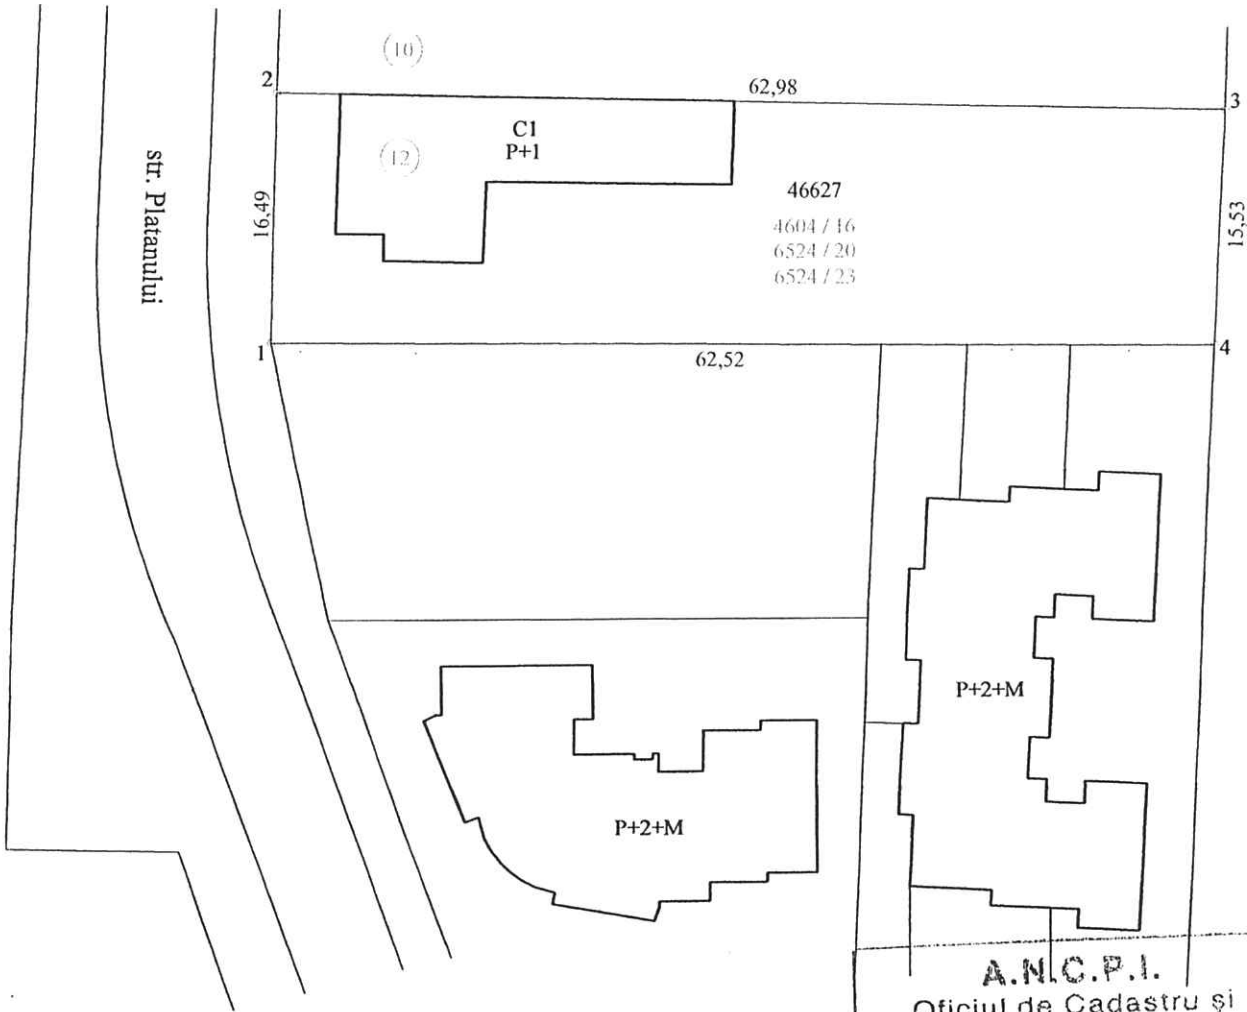 (10)
2
62,98
3
C1
P+1
(12)
str. Platanului
16,49
46627
4604 / 16
6524 / 20
6524 / 23
15,53
1
62,52
4
P+2+M
P+2+M
A.N.C.P.I.
Oficiul de Cadastru și